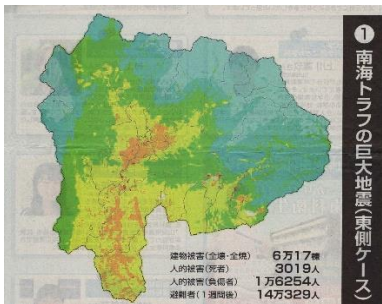 ❶南海トラフの巨大地震(東側ケース)
建物被害(全壊・全焼) 6万17棟
人的被害(死者) 3019人
人的被害(負傷者) 1万6254人
避難者(1週間後) 14万329人